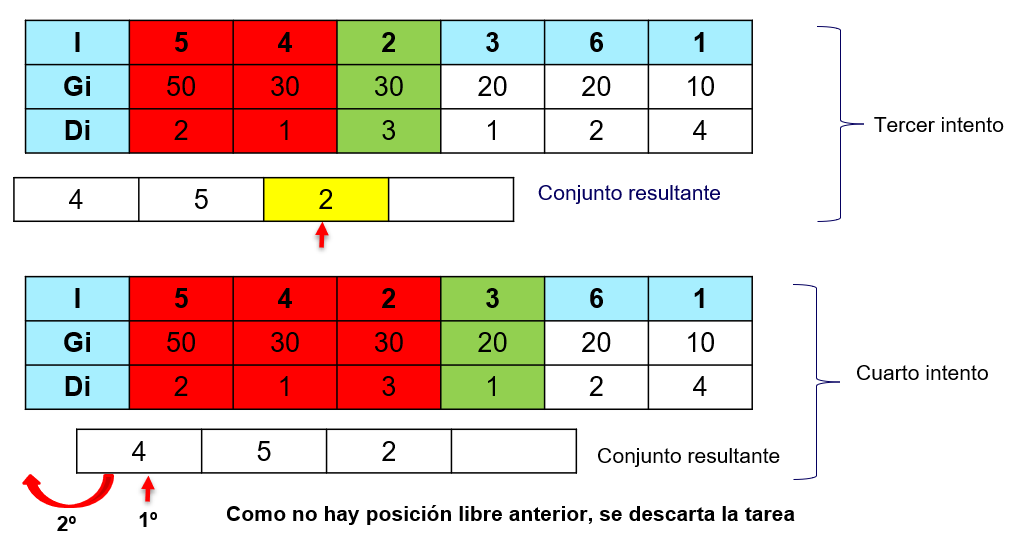 I 5 4 2 3 6 1
Gi 50 30 30 20 20 10
Di 2 1 3 1 2 4
Tercer intento
4 5 2
Conjunto resultante
I 5 4 2 3 6 1
Gi 50 30 30 20 20 10
Di 2 1 3 1 2 4
Cuarto intento
4 5 2
Conjunto resultante
2º 1º
Como no hay posición libre anterior, se descarta la tarea